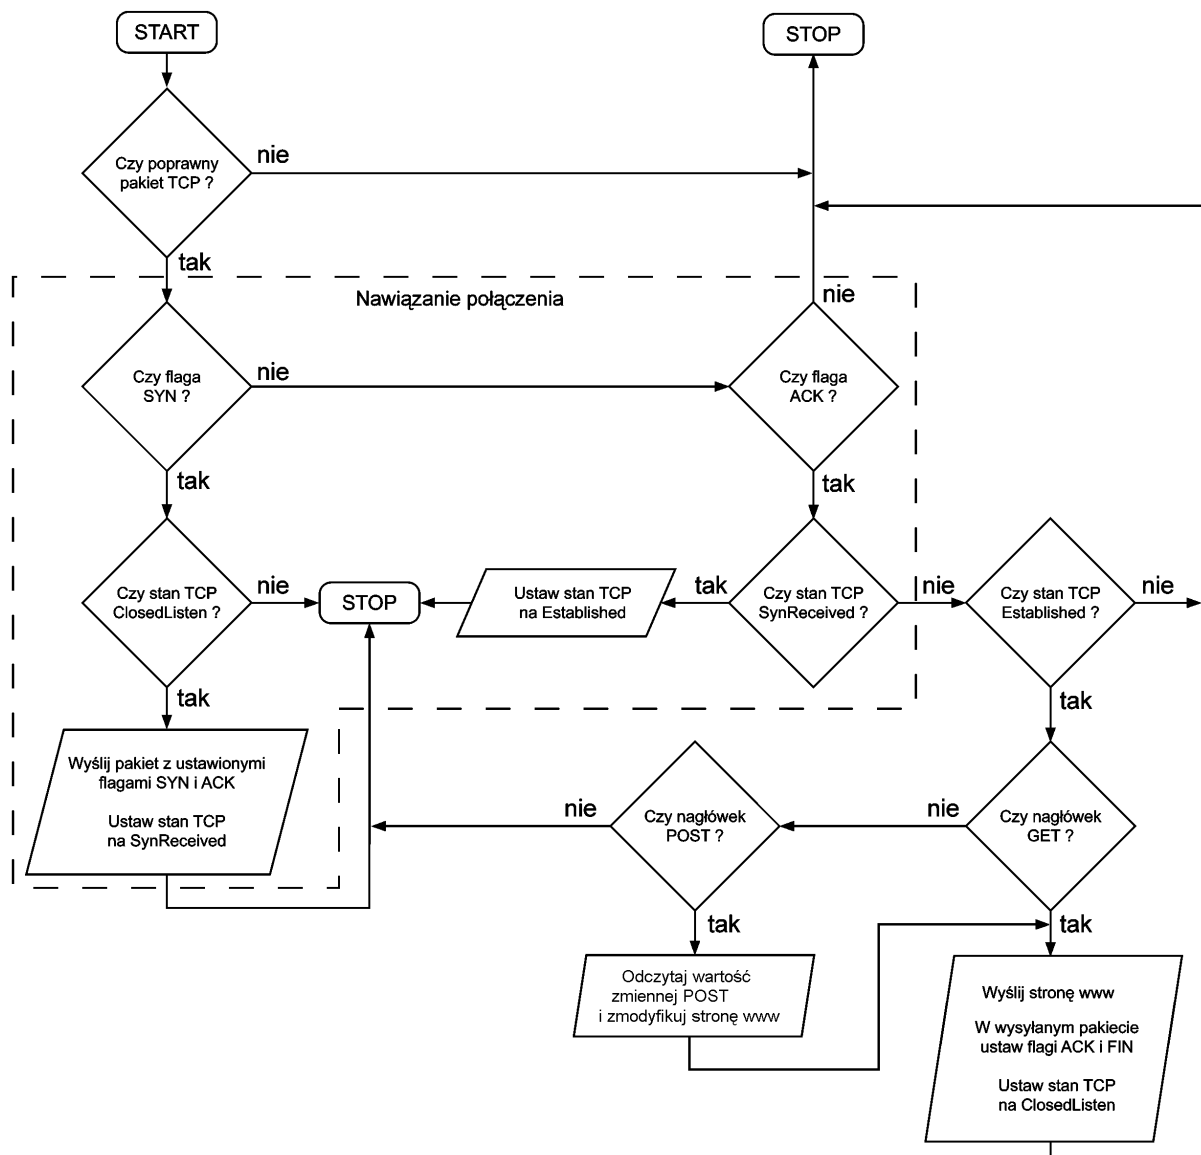 START
STOP
Czy poprawny
pakiet TCP ?
nie
tak
Nawiązanie połączenia
nie
Czy flaga
SYN ?
nie
Czy flaga
ACK ?
tak
tak
Czy stan TCP
ClosedListen ?
nie
STOP
Ustaw stan TCP
na Established
tak
Czy stan TCP
SynReceived ?
nie
Czy stan TCP
Established ?
nie
tak
tak
Wyślij pakiet z ustawionymi
flagami SYN i ACK
Ustaw stan TCP
na SynReceived
nie
Czy nagłówek
POST ?
nie
Czy nagłówek
GET ?
tak
tak
Odczytaj wartość
zmiennej POST
i zmodyfikuj stronę www
Wyślij stronę www
W wysyłanym pakiecie
ustaw flagi ACK i FIN
Ustaw stan TCP
na ClosedListen